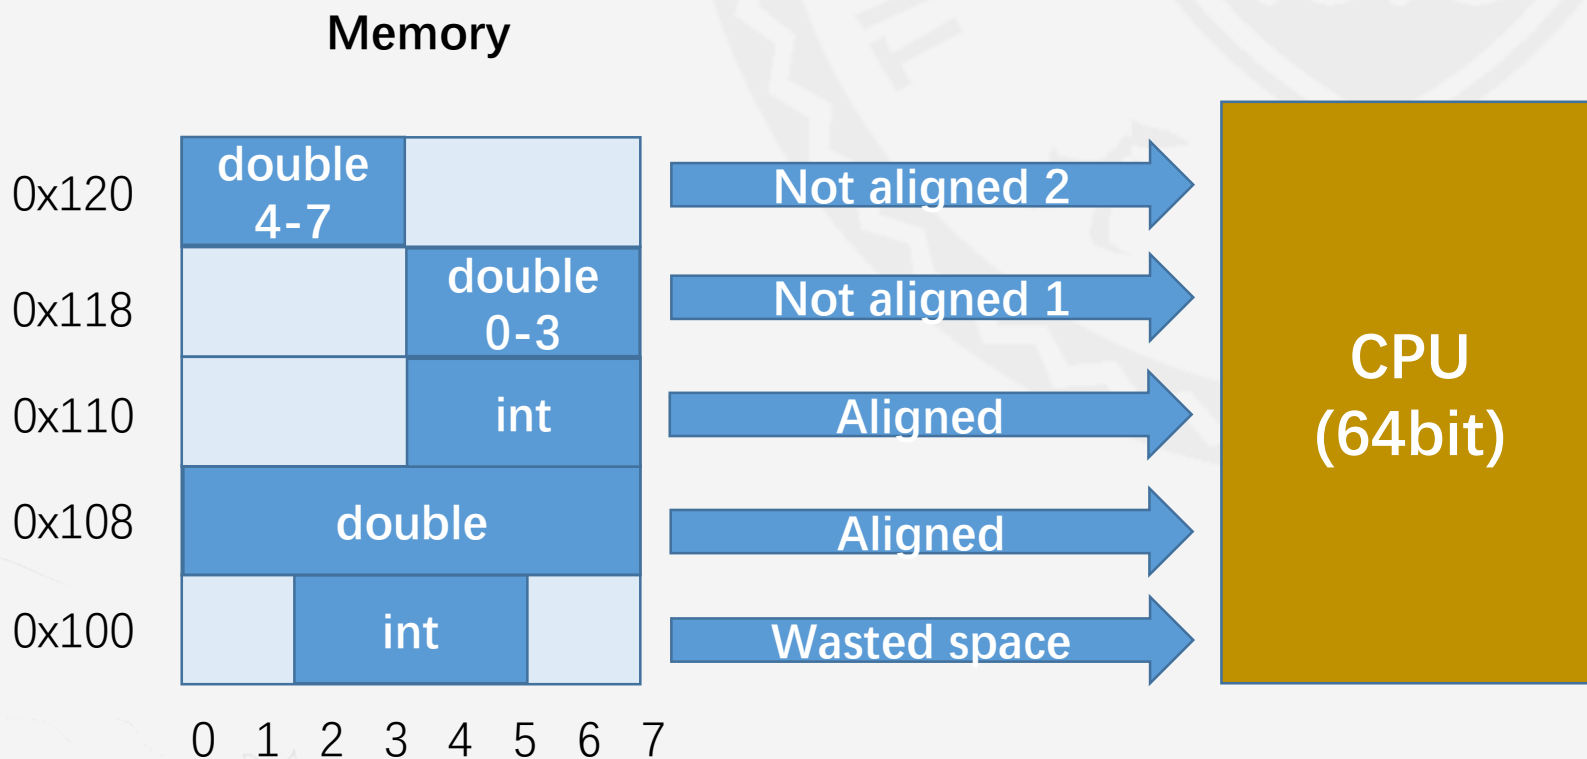 Memory
0x120
double
4-7
Not aligned 2
0x118
double
0-3
Not aligned 1
0x110
int
Aligned
0x108
double
Aligned
0x100
int
Wasted space
0 1 2 3 4 5 6 7
CPU
(64bit)